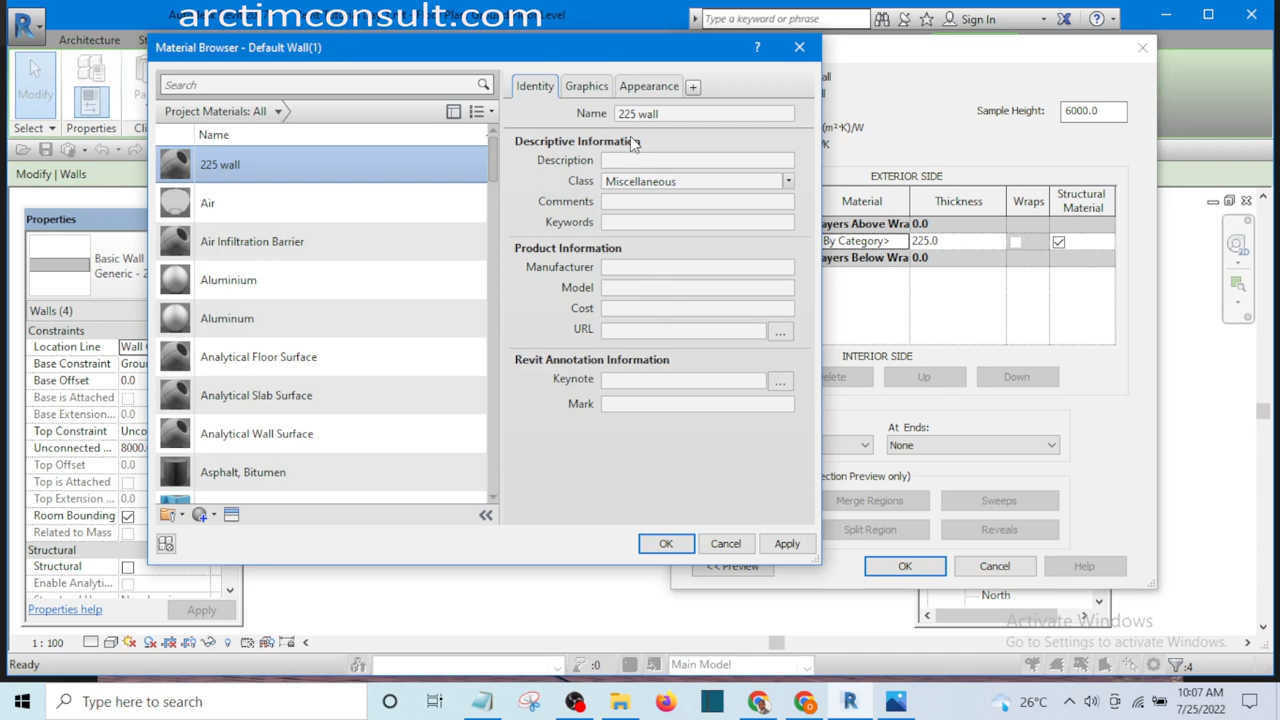 arctimconsult.com
Level
Type a keyword or phrase
Sign In
Architecture
Material Browser - Default Wall(1)
Search
Identity
Graphics
Appearance
Modify
Select
Properties
Project Materials: All
Name
Name 225 wall
Descriptive Information
Description
Class Miscellaneous
Comments
Keywords
Product Information
Manufacturer
Model
Cost
URL
...
Revit Annotation Information
Keynote
...
Mark
225 wall
Air
Air Infiltration Barrier
Aluminium
Aluminum
Analytical Floor Surface
Analytical Slab Surface
Analytical Wall Surface
Asphalt, Bitumen
OK
Cancel
Apply
Sample Height: 6000.0
(m²·K)/W
/K
EXTERIOR SIDE
Material
Thickness
Wraps
Structural
Material
ayers Above Wra 0.0
By Category> 225.0
ayers Below Wra 0.0
INTERIOR SIDE
Up
Down
At Ends:
None
Merge Regions
Sweeps
Split Region
Reveals
<< Preview
OK
Cancel
Help
North
Modify | Walls
Properties
Basic Wall
Generic - 2
Walls (4)
Constraints
Location Line Wall
Base Constraint
Base Offset 0.0
Base is Attached
Base Extension... 0.0
Top Constraint Unco
Unconnected ... 8000.
Top Offset 0.0
Top is Attached
Top Extension ... 0.0
Room Bounding
Related to Mass
Structural
Structural
Enable Analyti...
Properties help
Apply
1 : 100
Activate Windows
Go to Settings to activate Windows.
Ready
:0
Main Model
:4
Type here to search
26°C
10:07 AM
7/25/2022